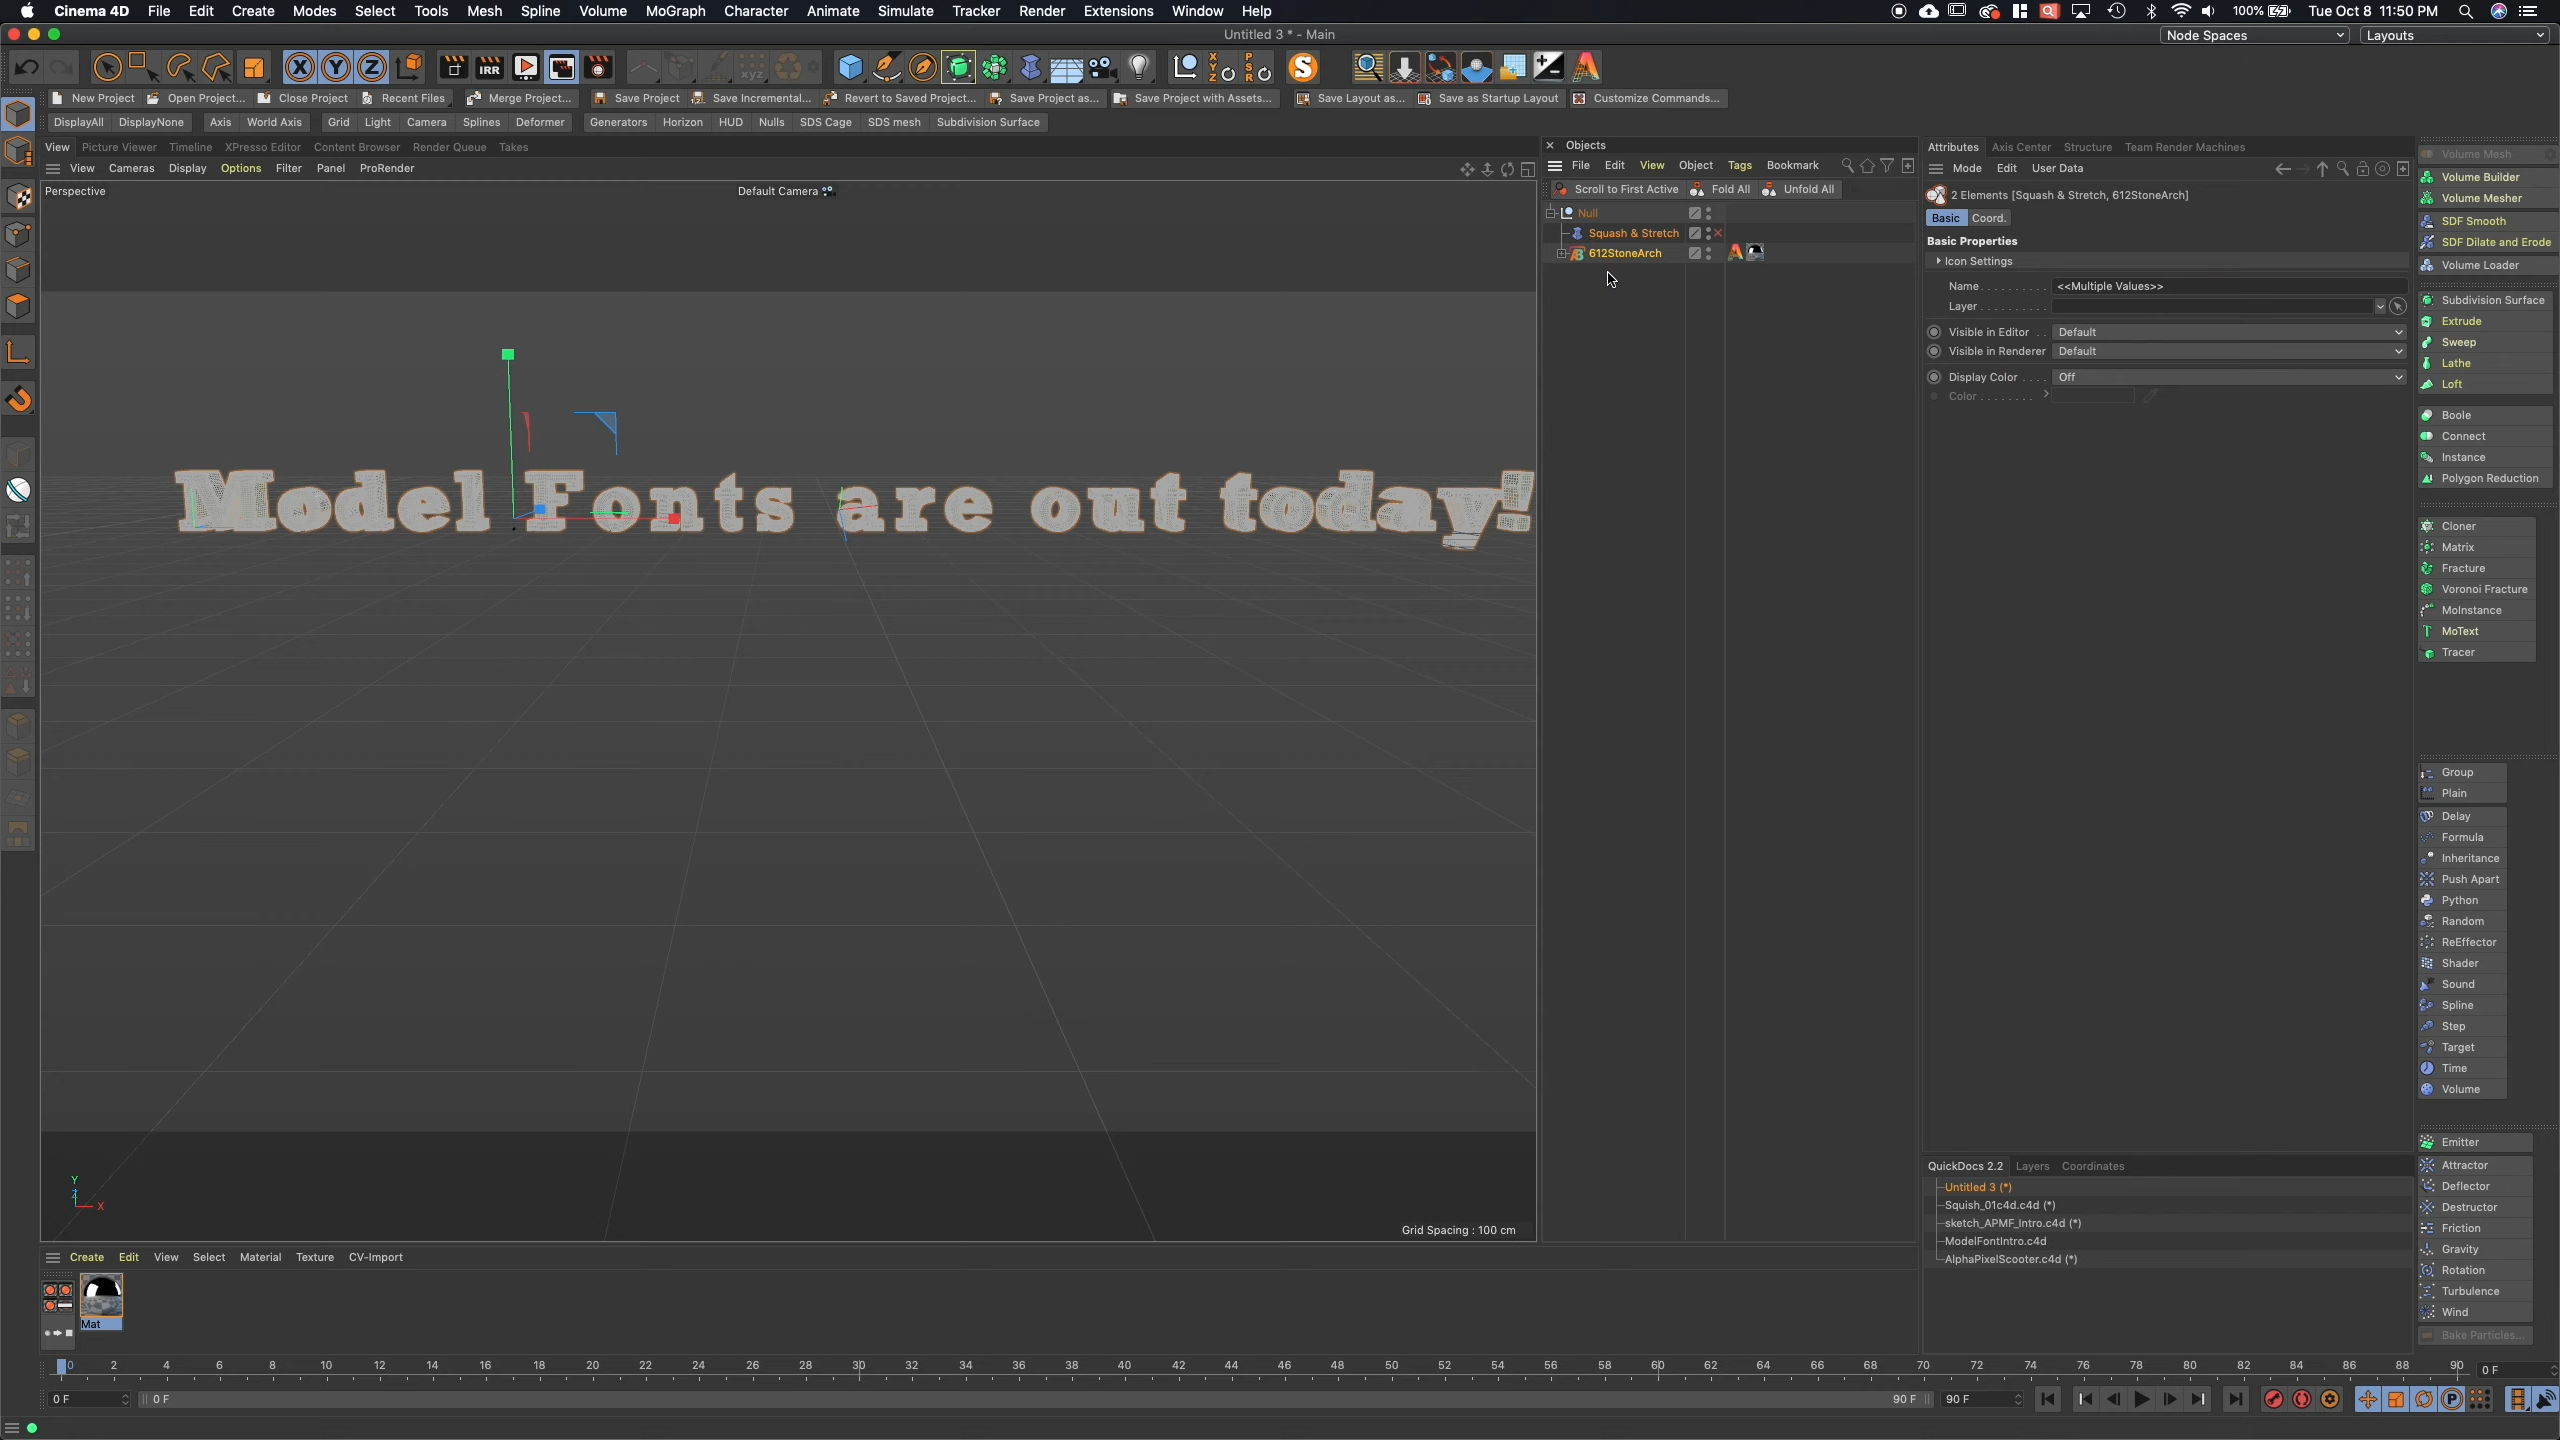 Cinema 4D File Edit Create Modes Select Tools Mesh Spline Volume MoGraph Character Animate Simulate Tracker Render Extensions Window Help 100% Tue Oct 8 11:50 PM
Untitled 3 * - Main Node Spaces Layouts
X Y Z IRR XYZ PSR S
New Project Open Project... Close Project Recent Files Merge Project... Save Project Save Incremental... Revert to Saved Project... Save Project as... Save Project with Assets... Save Layout as... Save as Startup Layout Customize Commands...
DisplayAll DisplayNone Axis World Axis Grid Light Camera Splines Deformer Generators Horizon HUD Nulls SDS Cage SDS mesh Subdivision Surface
View Picture Viewer Timeline XPresso Editor Content Browser Render Queue Takes
View Cameras Display Options Filter Panel ProRender
Perspective Default Camera
Model Fonts are out today!
Y
Z
X
Grid Spacing : 100 cm
Objects
File Edit View Object Tags Bookmark
Scroll to First Active Fold All Unfold All
Null
Squash & Stretch
612StoneArch
Attributes Axis Center Structure Team Render Machines
Mode Edit User Data
2 Elements [Squash & Stretch, 612StoneArch]
Basic Coord.
Basic Properties
Icon Settings
Name . . . . . . . . . . <<Multiple Values>>
Layer . . . . . . . . . .
Visible in Editor . . Default
Visible in Renderer Default
Display Color . . . . Off
Color . . . . . . . .
QuickDocs 2.2 Layers Coordinates
Untitled 3 (*)
Squish_01c4d.c4d (*)
sketch_APMF_Intro.c4d (*)
ModelFontIntro.c4d
AlphaPixelScooter.c4d (*)
Volume Mesh
Volume Builder
Volume Mesher
SDF Smooth
SDF Dilate and Erode
Volume Loader
Subdivision Surface
Extrude
Sweep
Lathe
Loft
Boole
Connect
Instance
Polygon Reduction
Cloner
Matrix
Fracture
Voronoi Fracture
MoInstance
MoText
Tracer
Group
Plain
Delay
Formula
Inheritance
Push Apart
Python
Random
ReEffector
Shader
Sound
Spline
Step
Target
Time
Volume
Emitter
Attractor
Deflector
Destructor
Friction
Gravity
Rotation
Turbulence
Wind
Bake Particles...
Create Edit View Select Material Texture CV-Import
Mat
0 2 4 6 8 10 12 14 16 18 20 22 24 26 28 30 32 34 36 38 40 42 44 46 48 50 52 54 56 58 60 62 64 66 68 70 72 74 76 78 80 82 84 86 88 90 0 F
0 F 0 F 90 F 90 F